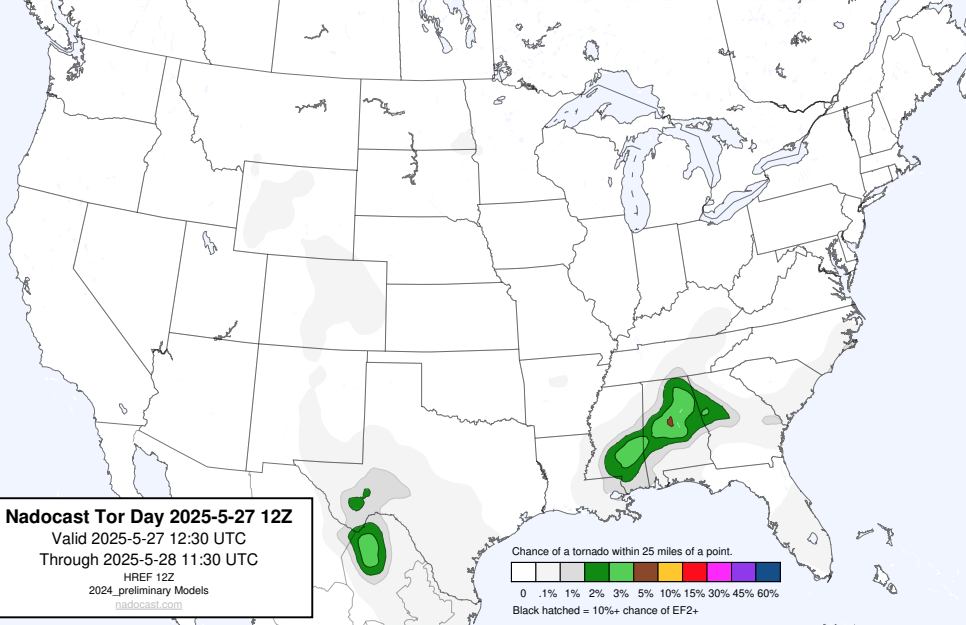 Nadocast Tor Day 2025-5-27 12Z
Valid 2025-5-27 12:30 UTC
Through 2025-5-28 11:30 UTC
HREF 12Z
2024_preliminary Models
nadocast.com
Chance of a tornado within 25 miles of a point.
0 .1% 1% 2% 3% 5% 10% 15% 30% 45% 60%
Black hatched = 10%+ chance of EF2+